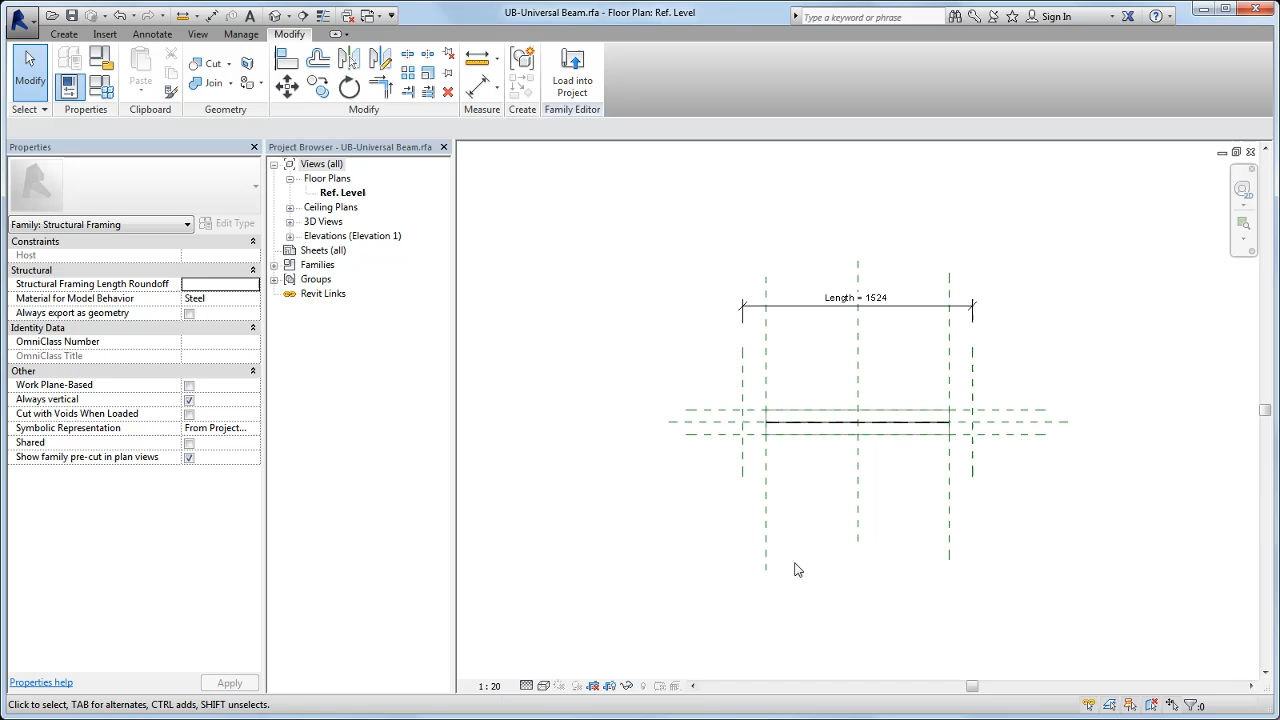 UB-Universal Beam.rfa - Floor Plan: Ref. Level
Type a keyword or phrase
Sign In
Create
Insert
Annotate
View
Manage
Modify
Modify
Paste
Cut
Join
Load into
Project
Select
Properties
Clipboard
Geometry
Modify
Measure
Create
Family Editor
Properties
Project Browser - UB-Universal Beam.rfa
Family: Structural Framing
Edit Type
Constraints
Host
Structural
Structural Framing Length Roundoff
Material for Model Behavior
Steel
Always export as geometry
Identity Data
OmniClass Number
OmniClass Title
Other
Work Plane-Based
Always vertical
Cut with Voids When Loaded
Symbolic Representation
From Project...
Shared
Show family pre-cut in plan views
Properties help
Apply
Views (all)
Floor Plans
Ref. Level
Ceiling Plans
3D Views
Elevations (Elevation 1)
Sheets (all)
Families
Groups
Revit Links
Length = 1524
2D
1 : 20
Click to select, TAB for alternates, CTRL adds, SHIFT unselects.
:0